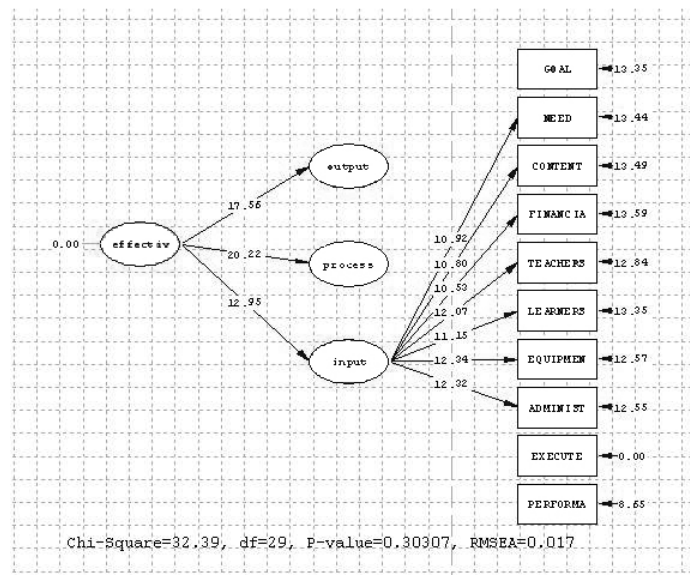 GOAL 13.35
NEED 13.44
output CONTENT 13.49
17.56 FINANCIA 13.59
0.00 effectiv 10.92
20.22 process 10.80 TEACHERS 12.84
10.53
12.95 12.07 LEARNERS 13.35
11.15
input 12.34 EQUIPMEN 12.57
12.32
ADMINIST 12.55
EXECUTE 0.00
PERFORMA 8.65
Chi-Square=32.39, df=29, P-value=0.30307, RMSEA=0.017